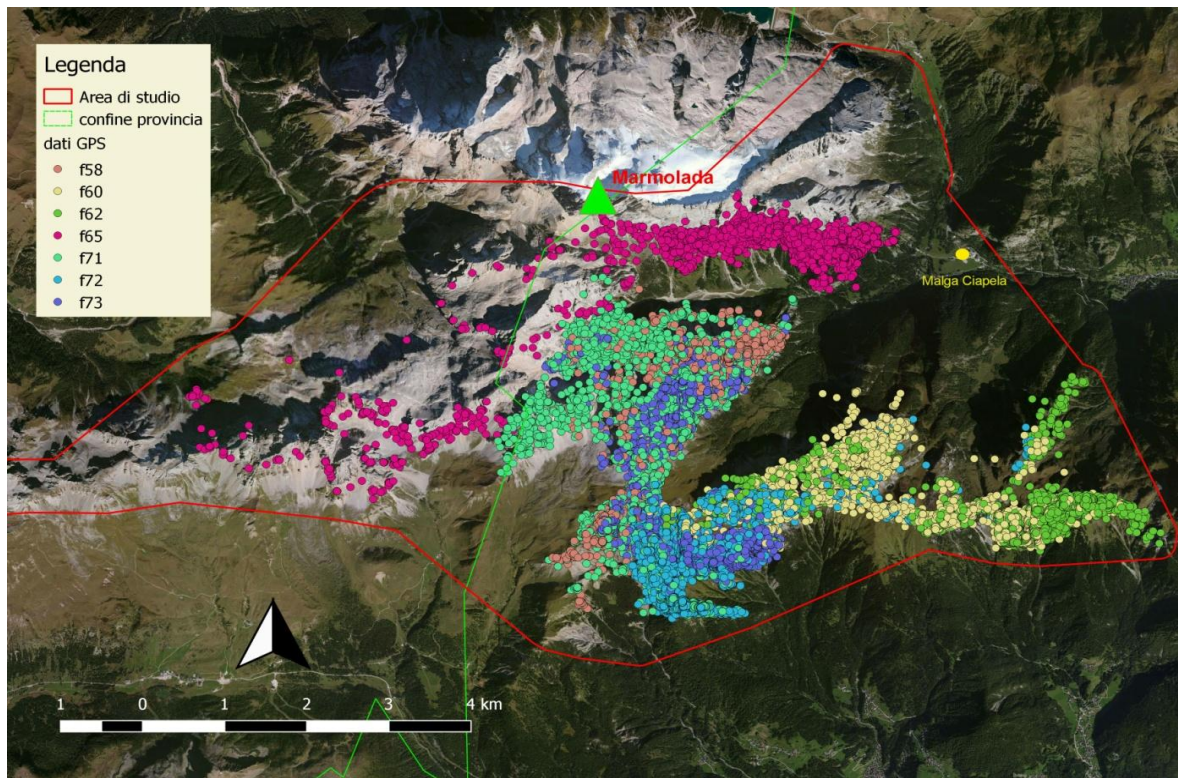 Legenda
Area di studio
confine provincia
dati GPS
f58
f60
f62
f65
f71
f72
f73
Marmolada
Malga Ciapela
1 0 1 2 3 4 km